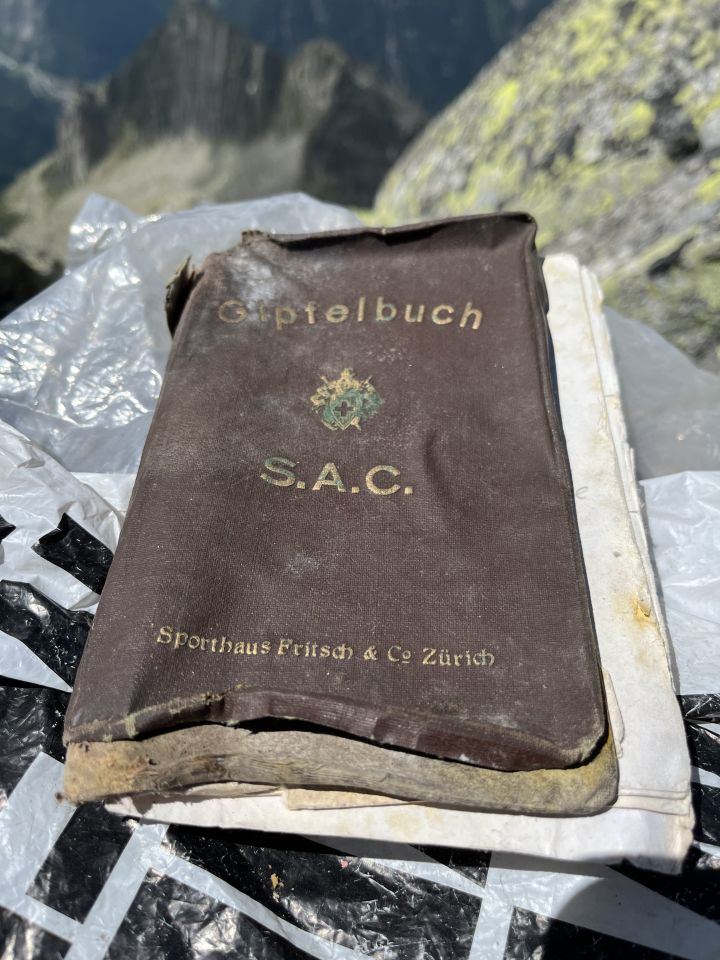 Gipfelbuch
S.A.C.
Sporthaus Fritsch & Co Zürich